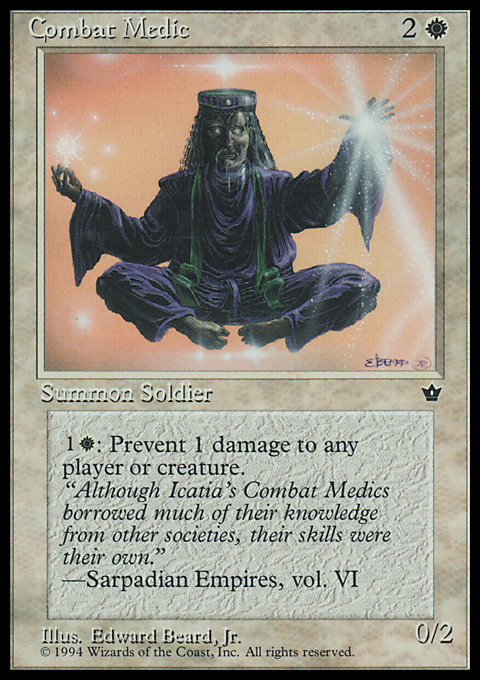 Combat Medic 2
E. BEARD JR
Summon Soldier
1 : Prevent 1 damage to any
player or creature.
“Although Icatia's Combat Medics
borrowed much of their knowledge
from other societies, their skills were
their own.”
—Sarpadian Empires, vol. VI
Illus. Edward Beard, Jr. 0/2
© 1994 Wizards of the Coast, Inc. All rights reserved.